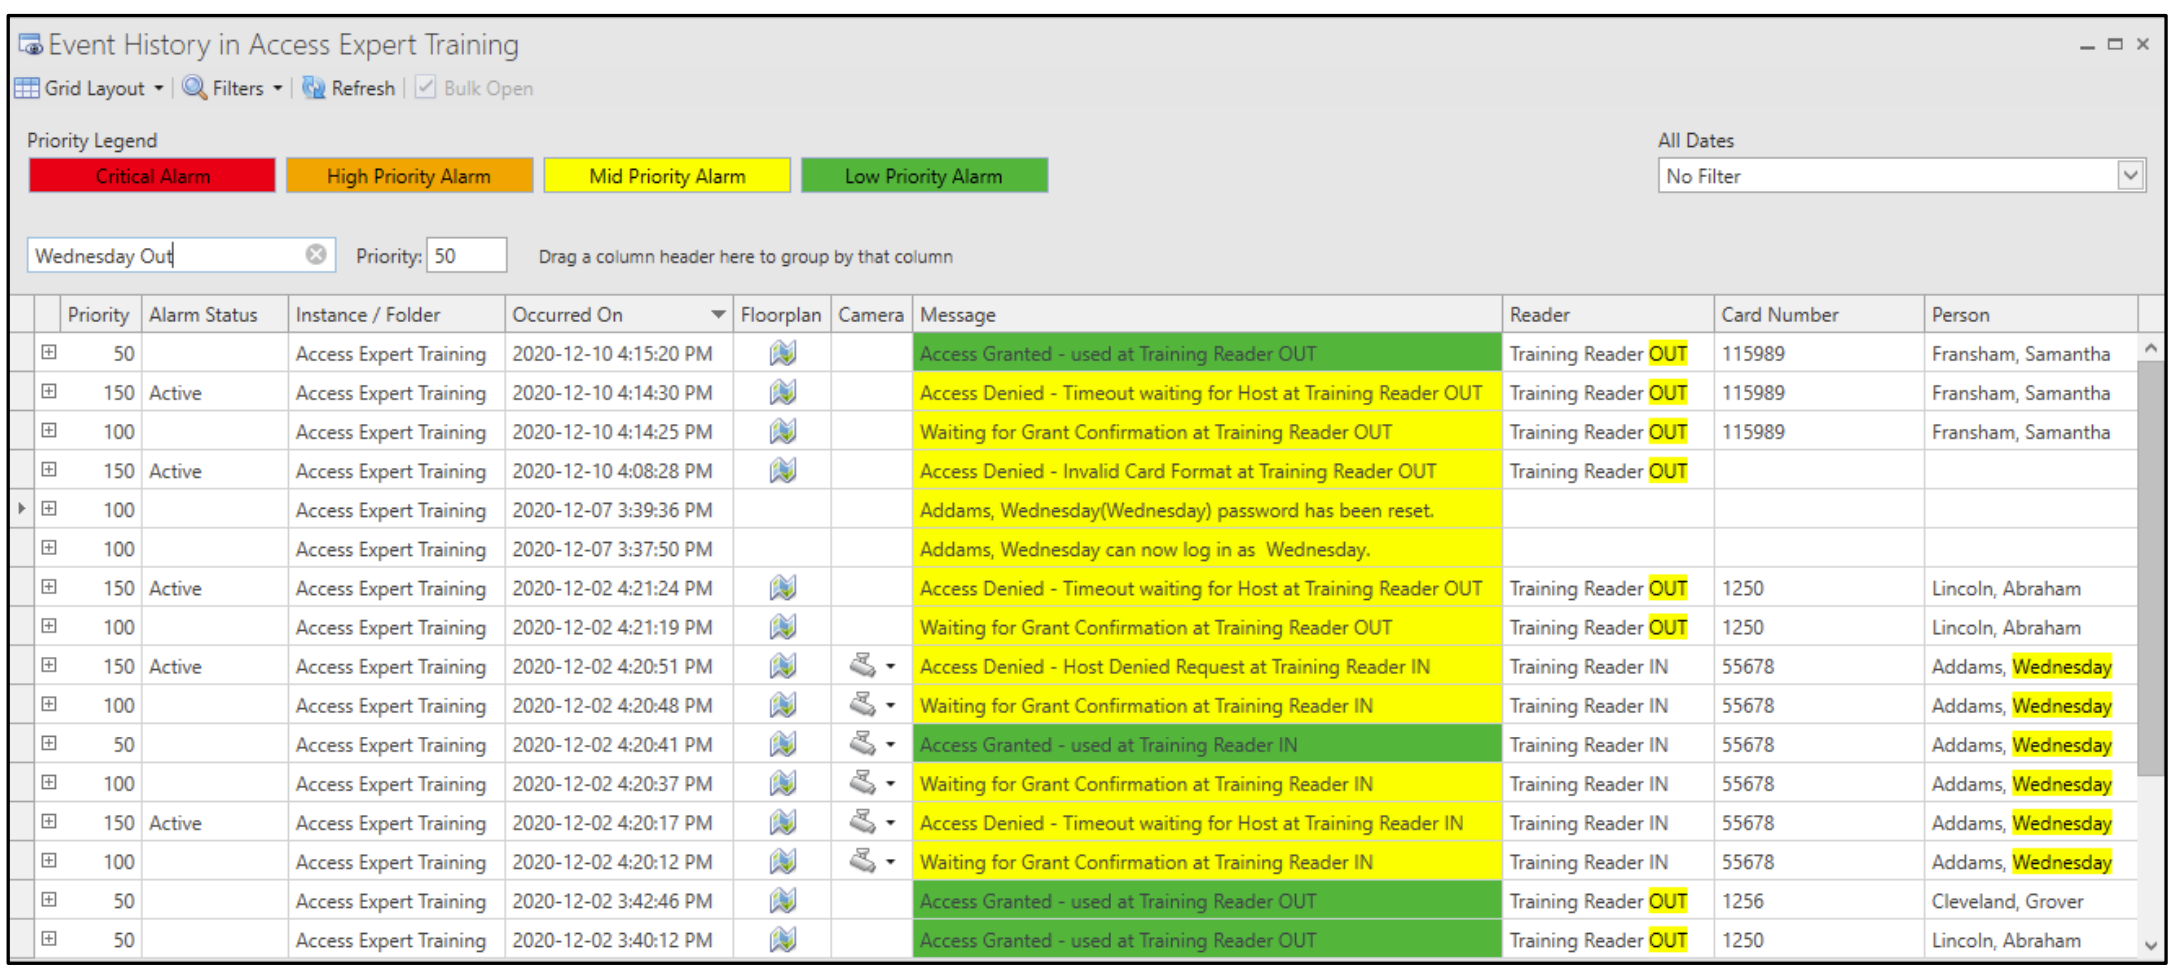 Event History in Access Expert Training
Grid Layout Filters Refresh Bulk Open
Priority Legend All Dates
Critical Alarm High Priority Alarm Mid Priority Alarm Low Priority Alarm No Filter
Wednesday Out Priority: 50 Drag a column header here to group by that column
Priority Alarm Status Instance / Folder Occurred On Floorplan Camera Message Reader Card Number Person
50 Access Expert Training 2020-12-10 4:15:20 PM Access Granted - used at Training Reader OUT Training Reader OUT 115989 Fransham, Samantha
150 Active Access Expert Training 2020-12-10 4:14:30 PM Access Denied - Timeout waiting for Host at Training Reader OUT Training Reader OUT 115989 Fransham, Samantha
100 Access Expert Training 2020-12-10 4:14:25 PM Waiting for Grant Confirmation at Training Reader OUT Training Reader OUT 115989 Fransham, Samantha
150 Active Access Expert Training 2020-12-10 4:08:28 PM Access Denied - Invalid Card Format at Training Reader OUT Training Reader OUT
100 Access Expert Training 2020-12-07 3:39:36 PM Addams, Wednesday(Wednesday) password has been reset.
100 Access Expert Training 2020-12-07 3:37:50 PM Addams, Wednesday can now log in as Wednesday.
150 Active Access Expert Training 2020-12-02 4:21:24 PM Access Denied - Timeout waiting for Host at Training Reader OUT Training Reader OUT 1250 Lincoln, Abraham
100 Access Expert Training 2020-12-02 4:21:19 PM Waiting for Grant Confirmation at Training Reader OUT Training Reader OUT 1250 Lincoln, Abraham
150 Active Access Expert Training 2020-12-02 4:20:51 PM Access Denied - Host Denied Request at Training Reader IN Training Reader IN 55678 Addams, Wednesday
100 Access Expert Training 2020-12-02 4:20:48 PM Waiting for Grant Confirmation at Training Reader IN Training Reader IN 55678 Addams, Wednesday
50 Access Expert Training 2020-12-02 4:20:41 PM Access Granted - used at Training Reader IN Training Reader IN 55678 Addams, Wednesday
100 Access Expert Training 2020-12-02 4:20:37 PM Waiting for Grant Confirmation at Training Reader IN Training Reader IN 55678 Addams, Wednesday
150 Active Access Expert Training 2020-12-02 4:20:17 PM Access Denied - Timeout waiting for Host at Training Reader IN Training Reader IN 55678 Addams, Wednesday
100 Access Expert Training 2020-12-02 4:20:12 PM Waiting for Grant Confirmation at Training Reader IN Training Reader IN 55678 Addams, Wednesday
50 Access Expert Training 2020-12-02 3:42:46 PM Access Granted - used at Training Reader OUT Training Reader OUT 1256 Cleveland, Grover
50 Access Expert Training 2020-12-02 3:40:12 PM Access Granted - used at Training Reader OUT Training Reader OUT 1250 Lincoln, Abraham